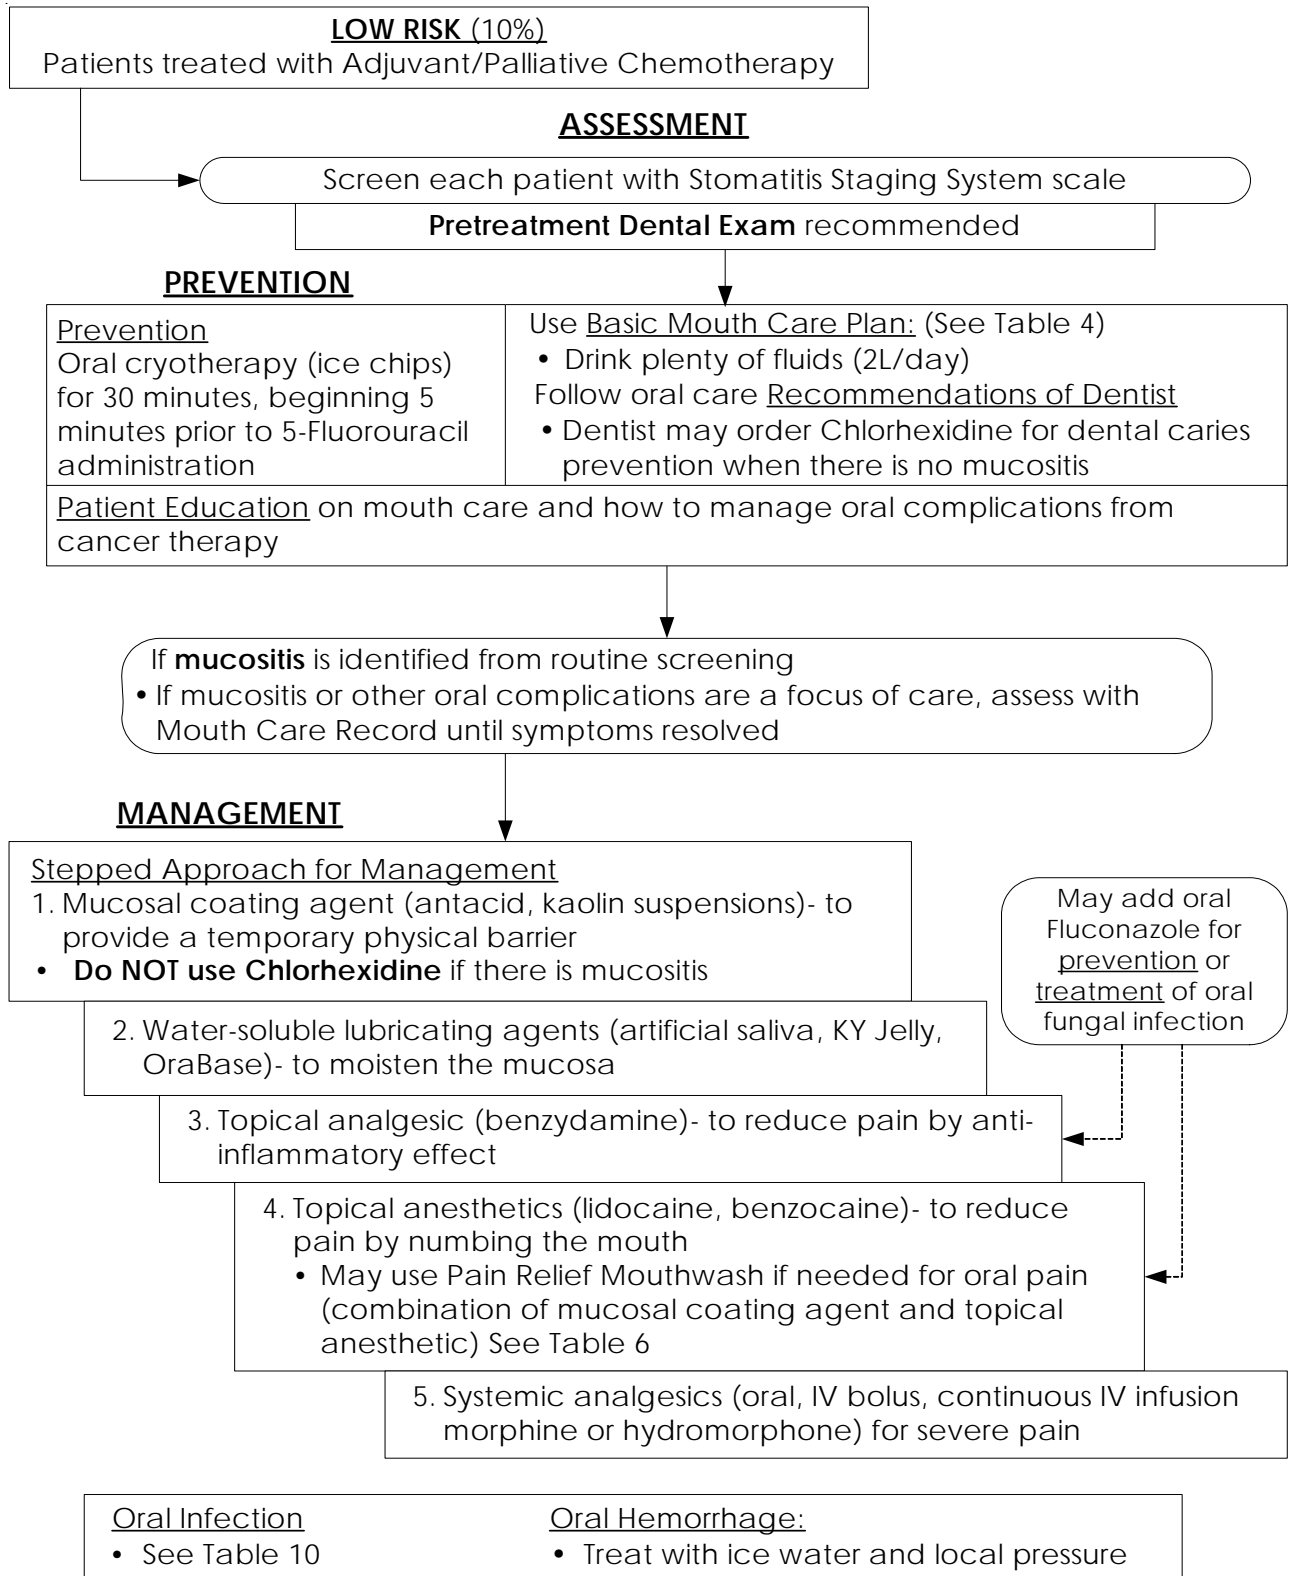 LOW RISK (10%)
Patients treated with Adjuvant/Palliative Chemotherapy
ASSESSMENT
Screen each patient with Stomatitis Staging System scale
Pretreatment Dental Exam recommended
PREVENTION
Prevention
Oral cryotherapy (ice chips)
for 30 minutes, beginning 5
minutes prior to 5-Fluorouracil
administration
Use Basic Mouth Care Plan: (See Table 4)
• Drink plenty of fluids (2L/day)
Follow oral care Recommendations of Dentist
• Dentist may order Chlorhexidine for dental caries
prevention when there is no mucositis
Patient Education on mouth care and how to manage oral complications from
cancer therapy
If mucositis is identified from routine screening
• If mucositis or other oral complications are a focus of care, assess with
Mouth Care Record until symptoms resolved
MANAGEMENT
Stepped Approach for Management
1. Mucosal coating agent (antacid, kaolin suspensions)- to
provide a temporary physical barrier
• Do NOT use Chlorhexidine if there is mucositis
2. Water-soluble lubricating agents (artificial saliva, KY Jelly,
OraBase)- to moisten the mucosa
3. Topical analgesic (benzydamine)- to reduce pain by anti-
inflammatory effect
4. Topical anesthetics (lidocaine, benzocaine)- to reduce
pain by numbing the mouth
• May use Pain Relief Mouthwash if needed for oral pain
(combination of mucosal coating agent and topical
anesthetic) See Table 6
5. Systemic analgesics (oral, IV bolus, continuous IV infusion
morphine or hydromorphone) for severe pain
May add oral
Fluconazole for
prevention or
treatment of oral
fungal infection
Oral Infection
• See Table 10
Oral Hemorrhage:
• Treat with ice water and local pressure